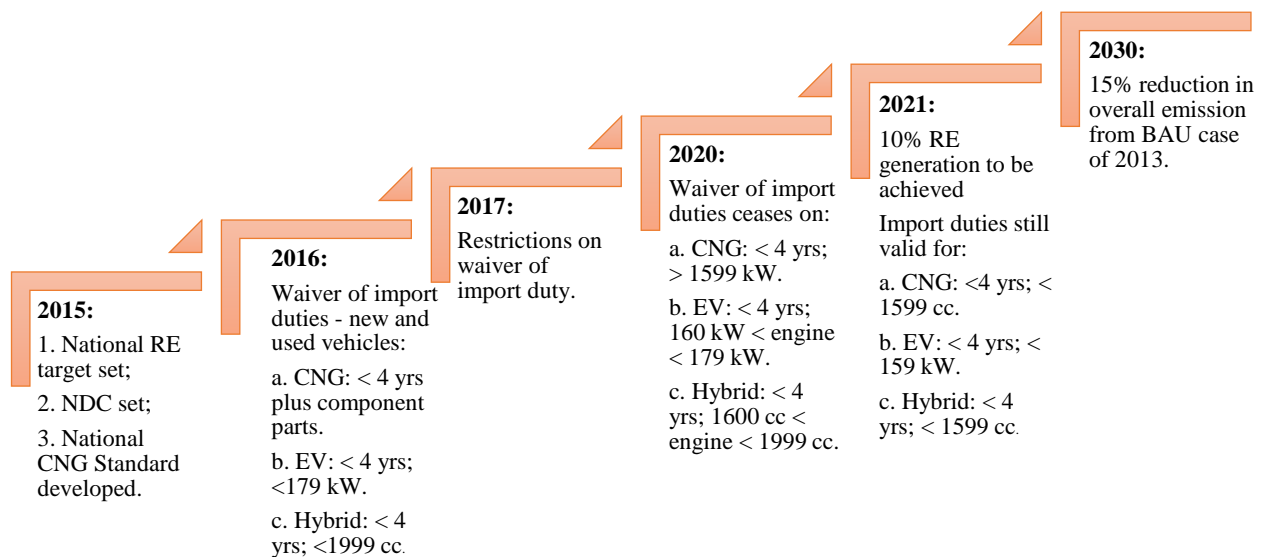 2015:
1. National RE
target set;
2. NDC set;
3. National
CNG Standard
developed.
2016:
Waiver of import
duties - new and
used vehicles:
a. CNG: < 4 yrs
plus component
parts.
b. EV: < 4 yrs;
<179 kW.
c. Hybrid: < 4
yrs; <1999 cc.
2017:
Restrictions on
waiver of
import duty.
2020:
Waiver of import
duties ceases on:
a. CNG: < 4 yrs;
> 1599 kW.
b. EV: < 4 yrs;
160 kW < engine
< 179 kW.
c. Hybrid: < 4
yrs; 1600 cc <
engine < 1999 cc.
2021:
10% RE
generation to be
achieved
Import duties still
valid for:
a. CNG: <4 yrs; <
1599 cc.
b. EV: < 4 yrs; <
159 kW.
c. Hybrid: < 4
yrs; < 1599 cc.
2030:
15% reduction in
overall emission
from BAU case
of 2013.